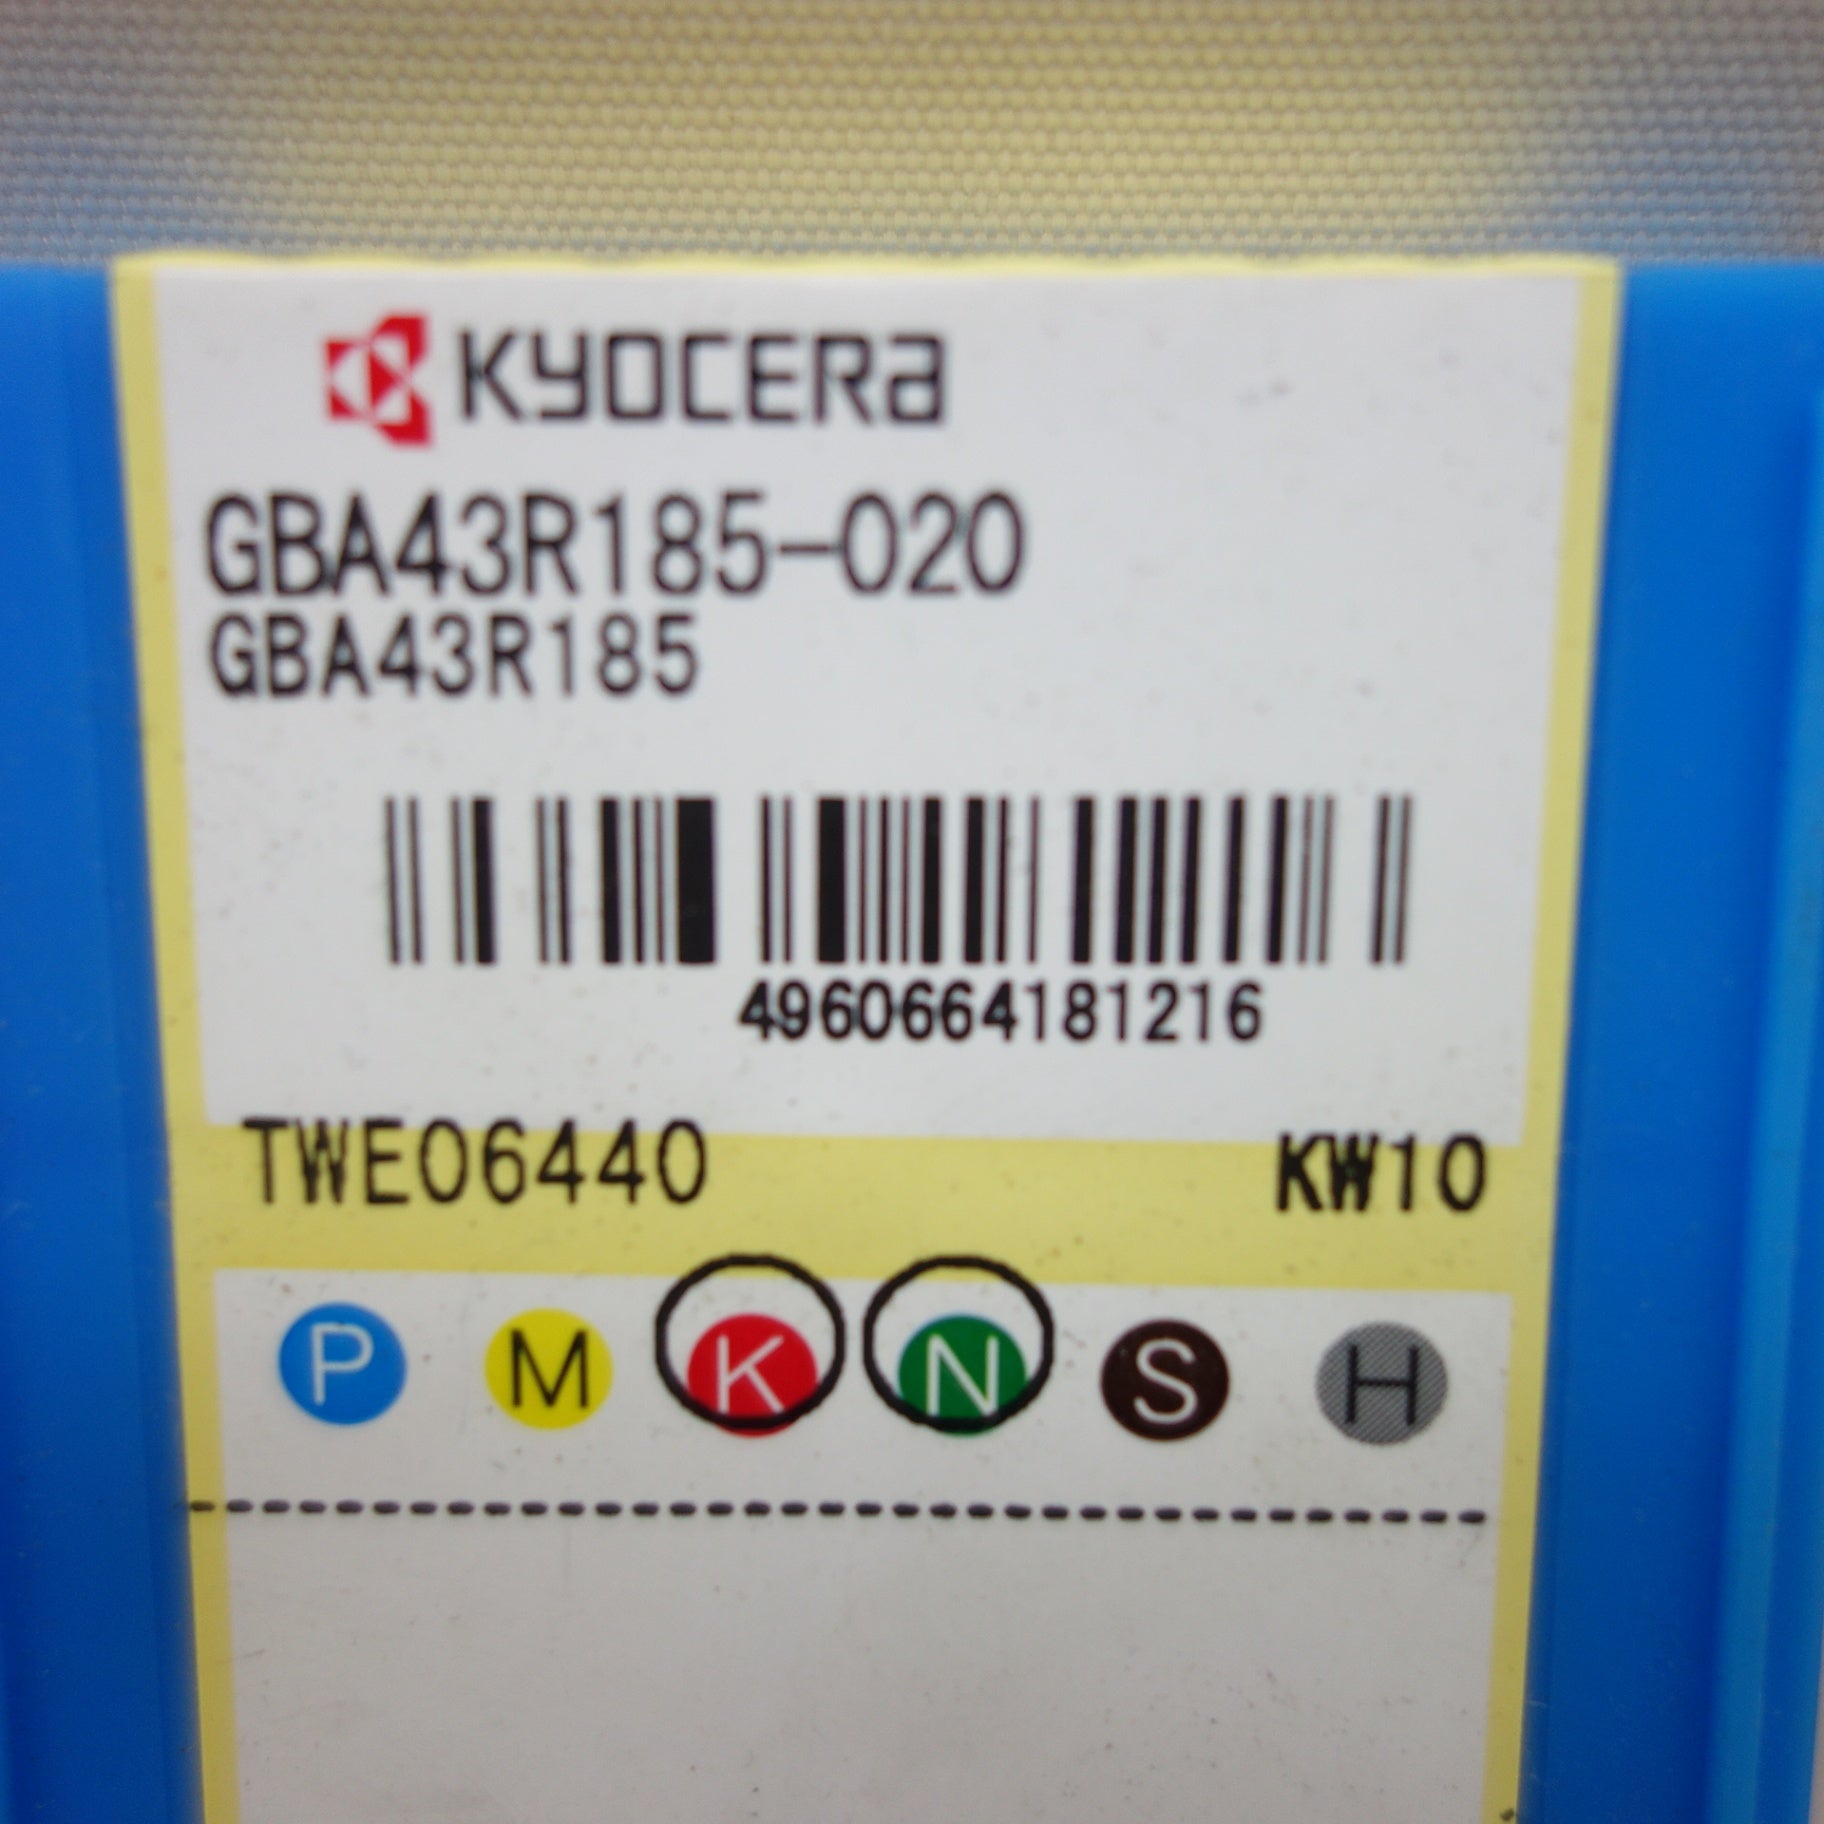 KYOCERA
GBA43R185-020
GBA43R185
4960664181216
TWE06440 KW10
P M K N S H